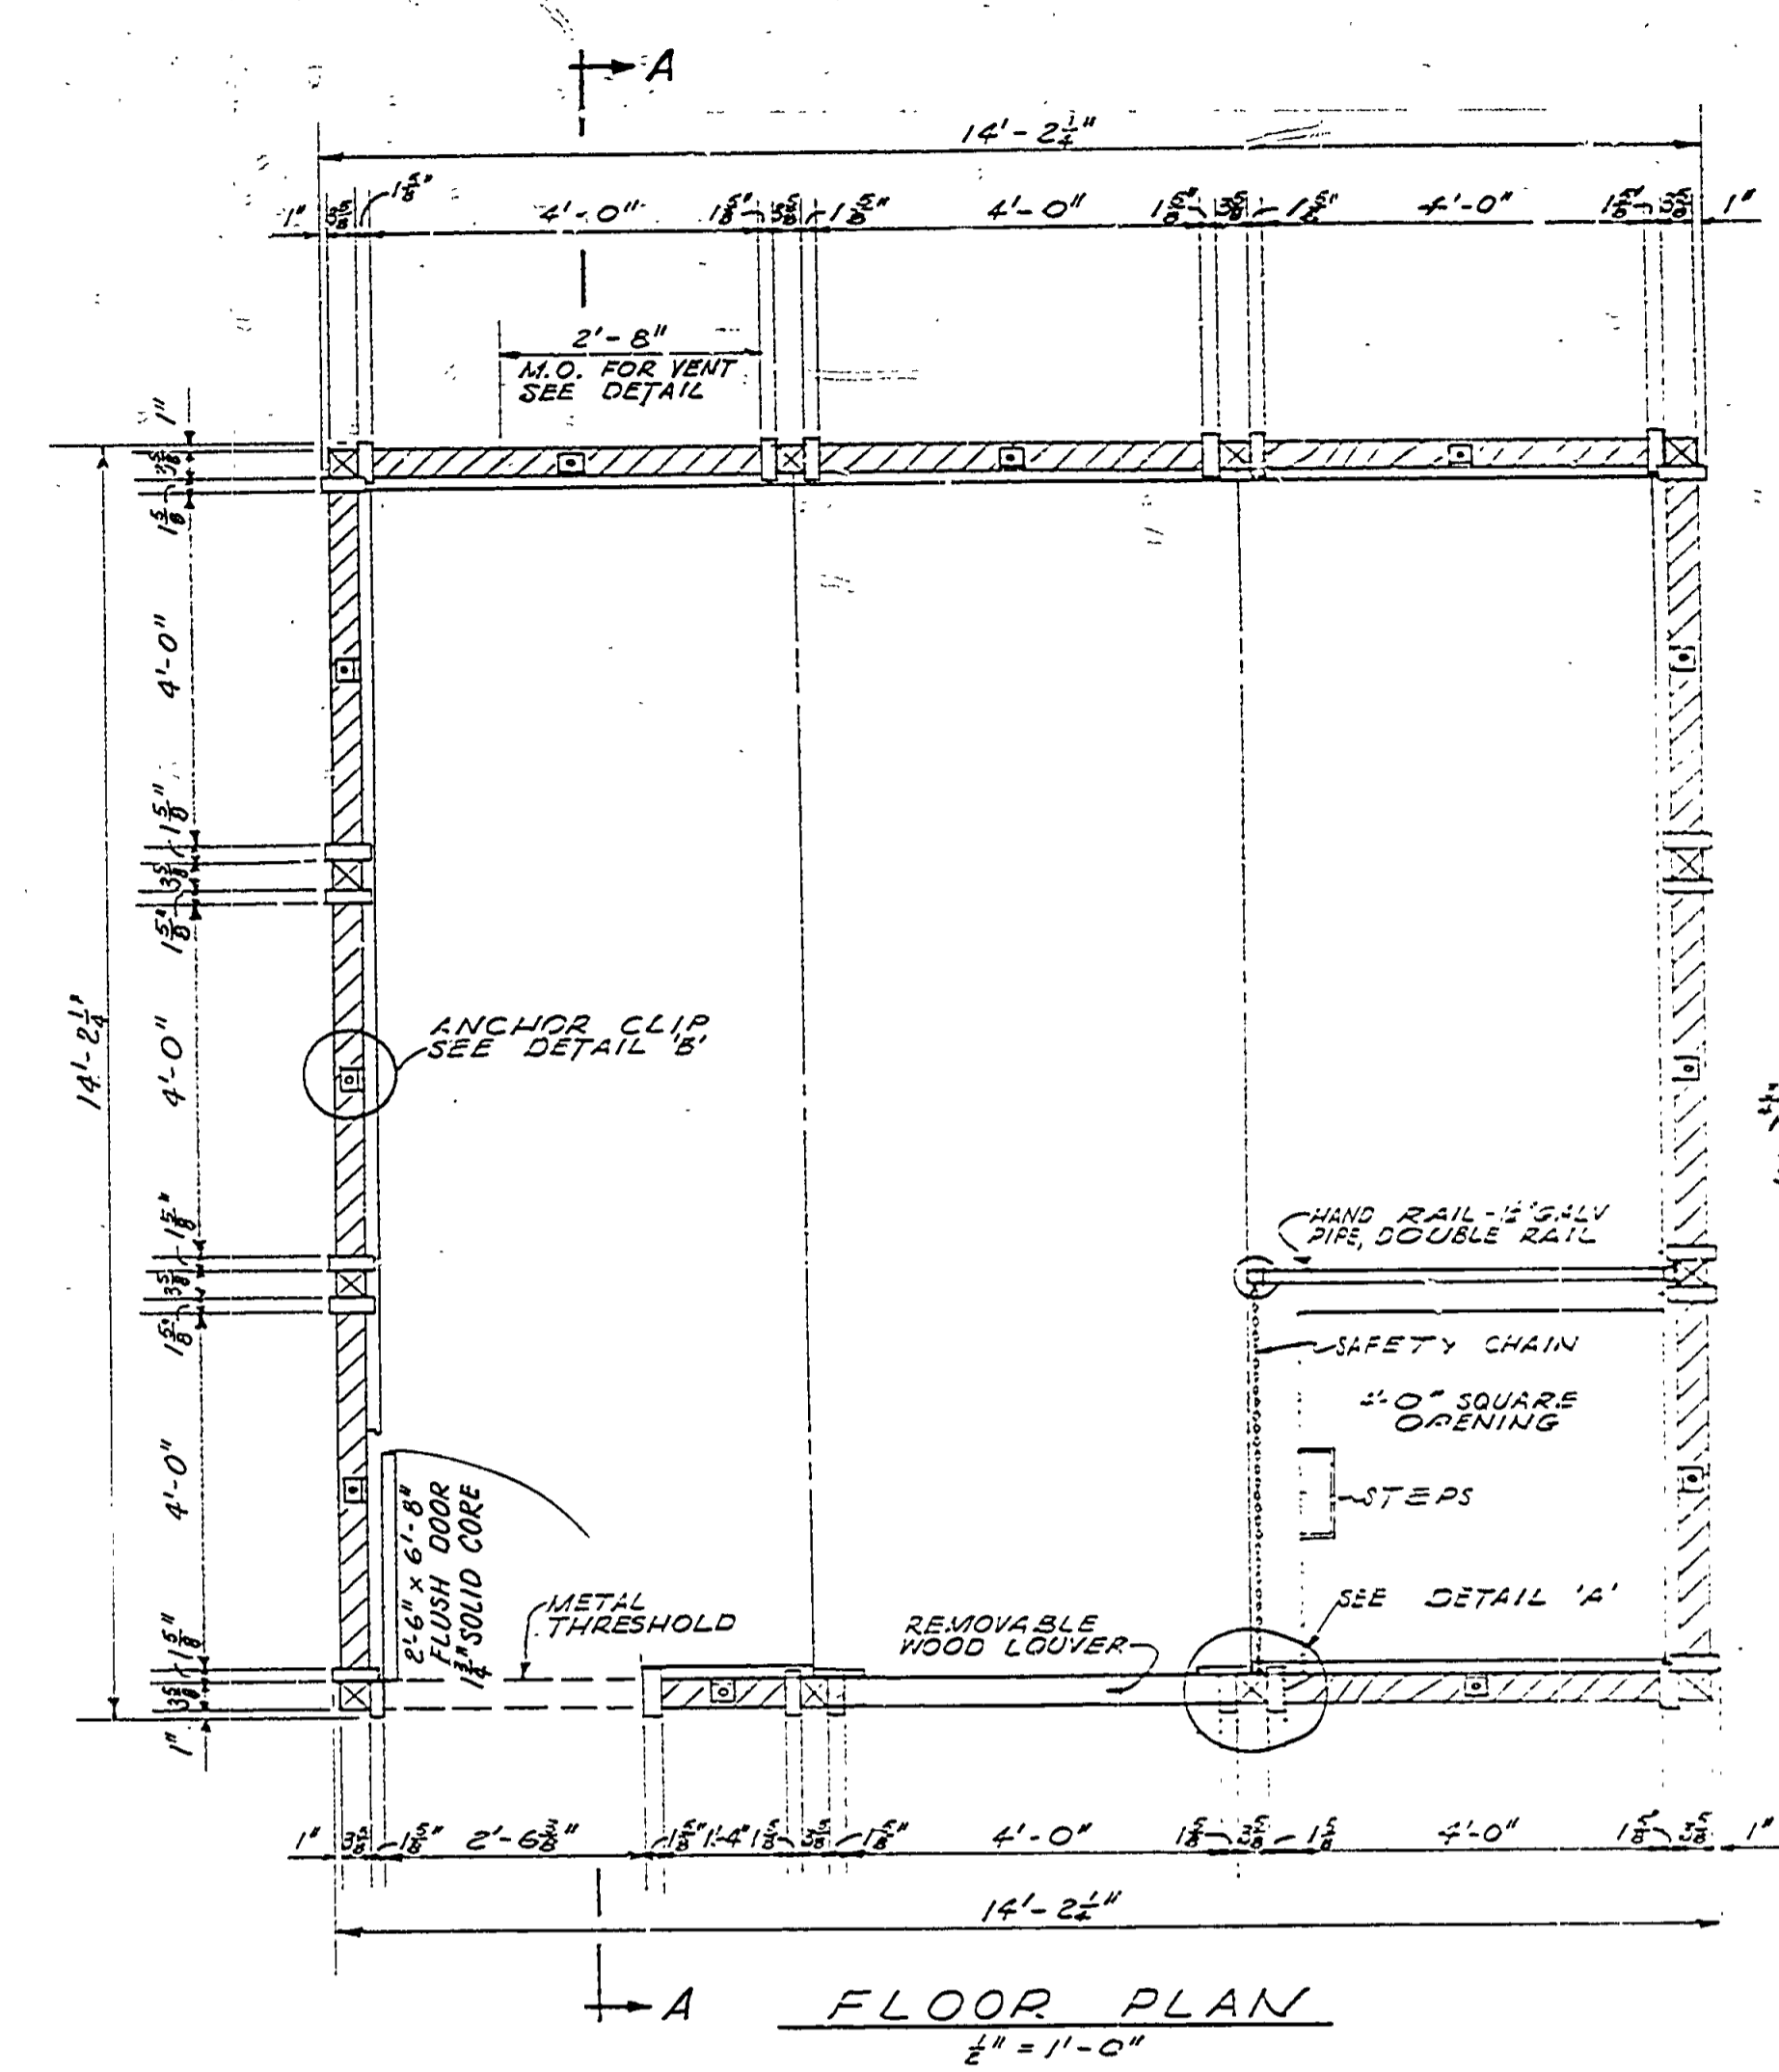 A
14'-2 1/4"
1" 3 5/8 1 5/8" 4'-0" 1 5/8" 3 5/8 1 5/8" 4'-0" 1 5/8" 3 5/8 1 5/8" 4'-0" 1 5/8" 3 5/8 1"
2'-8"
M.O. FOR VENT
SEE DETAIL
1"
3 5/8
1 5/8"
4'-0"
1 5/8"
3 5/8
1 5/8"
4'-0"
14'-2 1/4"
ANCHOR CLIP
SEE DETAIL 'B'
1 5/8"
3 5/8
1 5/8"
4'-0"
1 5/8"
3 5/8
1"
HAND RAIL - 1 1/2" GALV
PIPE, DOUBLE RAIL
SAFETY CHAIN
4'-0" SQUARE
OPENING
STEPS
2'-6" x 6'-8"
FLUSH DOOR
1 3/4" SOLID CORE
METAL
THRESHOLD
REMOVABLE
WOOD LOUVER
SEE DETAIL 'A'
1" 3 5/8 1 5/8" 2'-6 5/8" 1 5/8" 1'-4" 1 5/8 3 5/8 1 5/8" 4'-0" 1 5/8 3 5/8 1 5/8 4'-0" 1 5/8" 3 5/8 1"
14'-2 1/4"
A
FLOOR PLAN
1/2" = 1'-0"